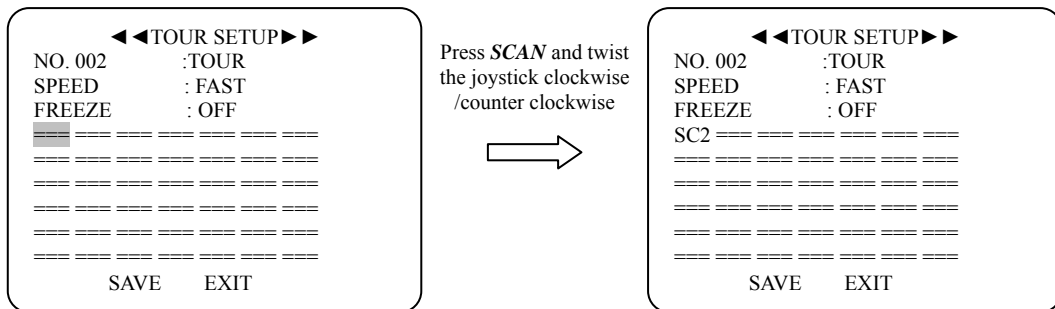 ◄◄TOUR SETUP►►
NO. 002 :TOUR
SPEED : FAST
FREEZE : OFF
=== === === === === === ===
=== === === === === === ===
=== === === === === === ===
=== === === === === === ===
=== === === === === === ===
=== === === === === === ===
SAVE EXIT
Press SCAN and twist
the joystick clockwise
/counter clockwise
◄◄TOUR SETUP►►
NO. 002 :TOUR
SPEED : FAST
FREEZE : OFF
SC2 === === === === === ===
=== === === === === === ===
=== === === === === === ===
=== === === === === === ===
=== === === === === === ===
=== === === === === === ===
SAVE EXIT